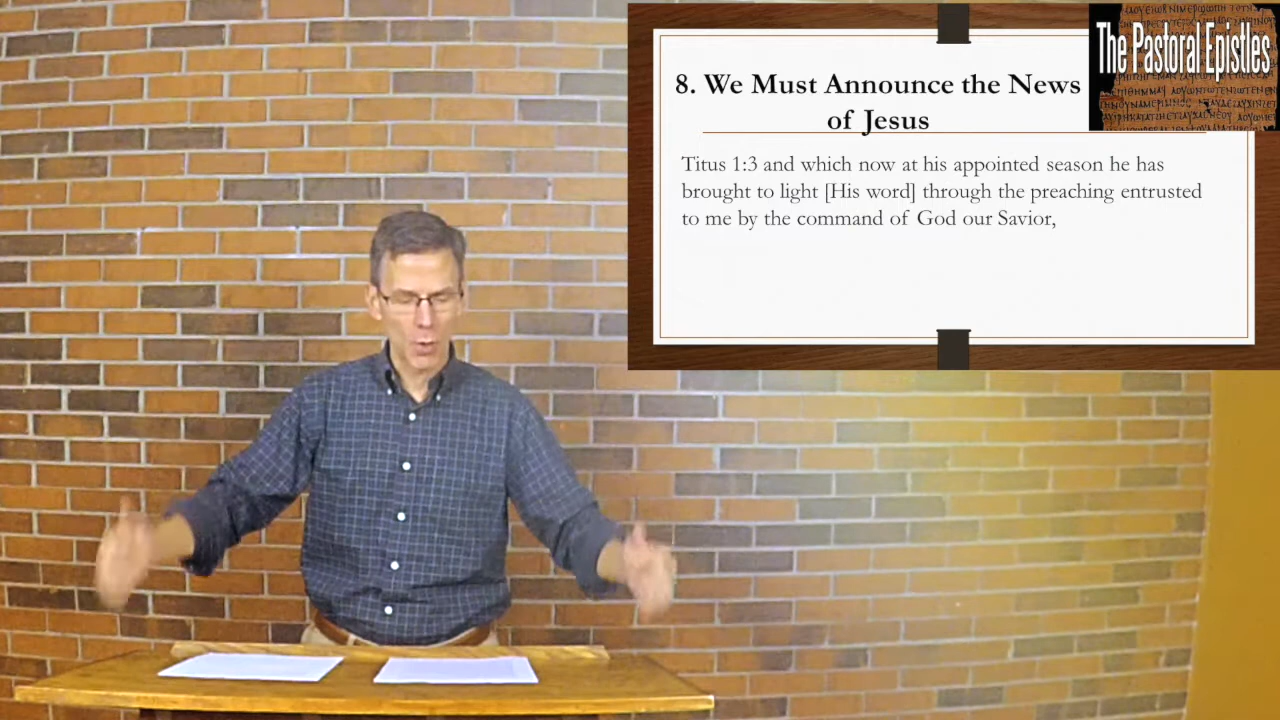 8. We Must Announce the News
of Jesus
The Pastoral Epistles
Titus 1:3 and which now at his appointed season he has
brought to light [His word] through the preaching entrusted
to me by the command of God our Savior,